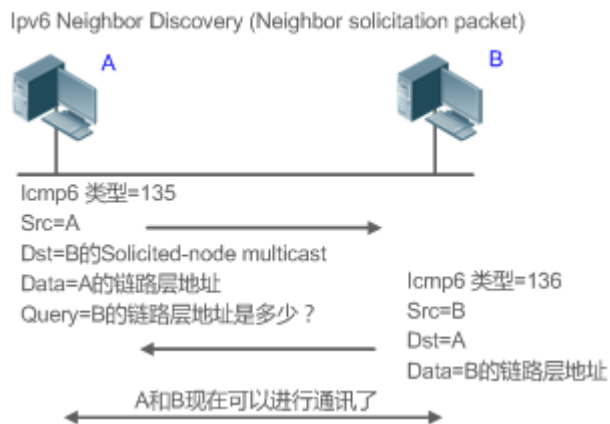 Ipv6 Neighbor Discovery (Neighbor solicitation packet)
A
B
Icmp6 类型=135
Src=A
Dst=B的Solicited-node multicast
Data=A的链路层地址
Query=B的链路层地址是多少？
Icmp6 类型=136
Src=B
Dst=A
Data=B的链路层地址
A和B现在可以进行通讯了